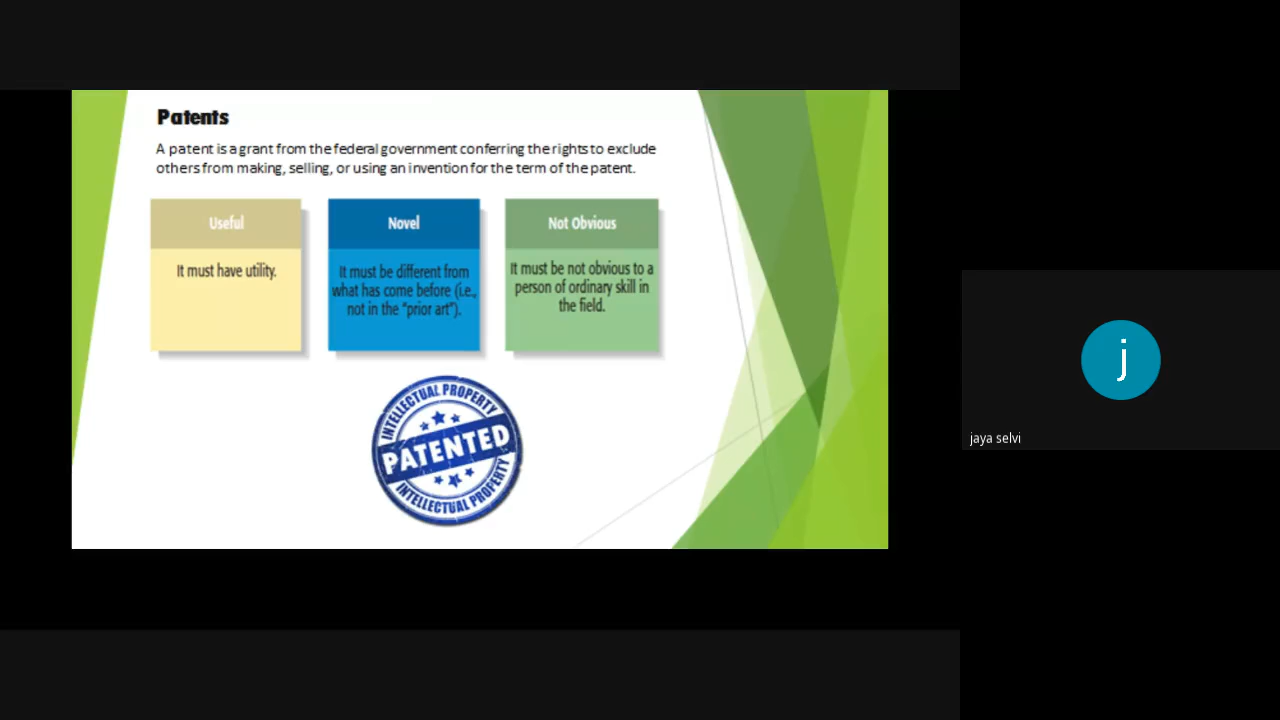 Patents
A patent is a grant from the federal government conferring the rights to exclude
others from making, selling, or using an invention for the term of the patent.
Useful
It must have utility.
Novel
It must be different from
what has come before (i.e.,
not in the "prior art").
Not Obvious
It must be not obvious to a
person of ordinary skill in
the field.
INTELLECTUAL PROPERTY
PATENTED
INTELLECTUAL PROPERTY
j
jaya selvi